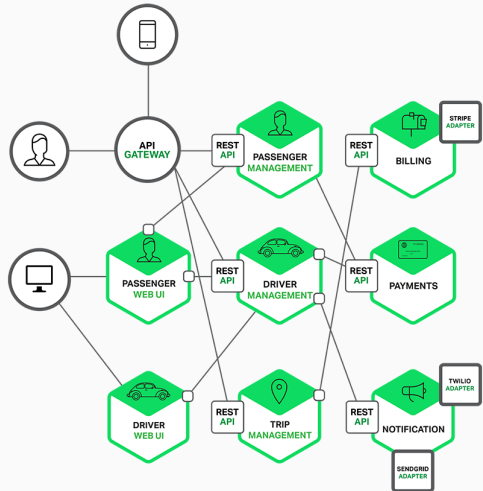 API
GATEWAY
REST
API
PASSENGER
MANAGEMENT
REST
API
BILLING
STRIPE
ADAPTER
PASSENGER
WEB UI
REST
API
DRIVER
MANAGEMENT
REST
API
PAYMENTS
DRIVER
WEB UI
REST
API
TRIP
MANAGEMENT
REST
API
NOTIFICATION
TWILIO
ADAPTER
SENDGRID
ADAPTER